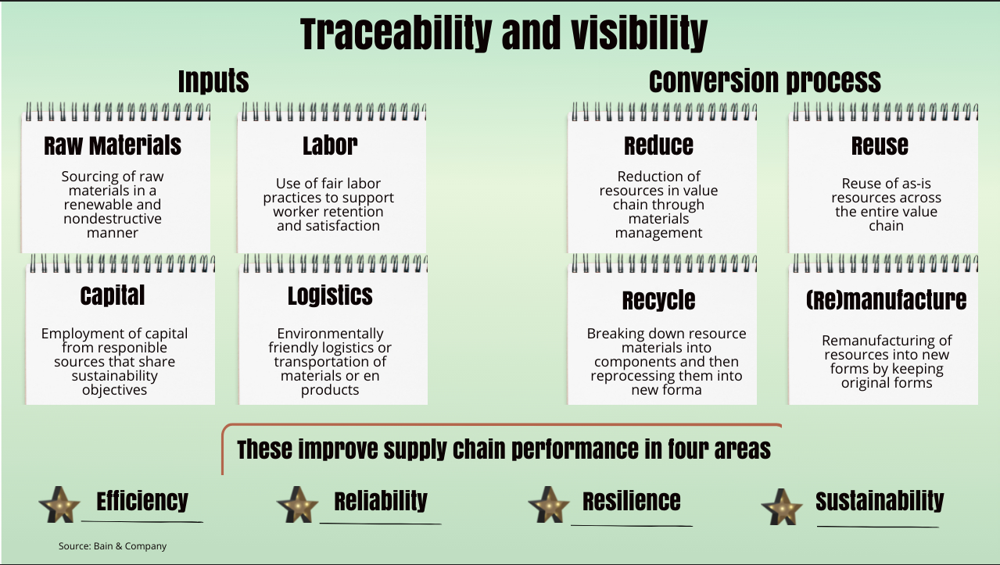 Traceability and visibility
Inputs
Conversion process
Raw Materials
Sourcing of raw
materials in a
renewable and
nondestructive
manner
Labor
Use of fair labor
practices to support
worker retention
and satisfaction
Reduce
Reduction of
resources in value
chain through
materials
management
Reuse
Reuse of as-is
resources across
the entire value
chain
Capital
Employment of capital
from responible
sources that share
sustainability
objectives
Logistics
Environmentally
friendly logistics or
transportation of
materials or en
products
Recycle
Breaking down resource
materials into
components and then
reprocessing them into
new forma
(Re)manufacture
Remanufacturing of
resources into new
forms by keeping
original forms
These improve supply chain performance in four areas
Efficiency
Reliability
Resilience
Sustainability
Source: Bain & Company